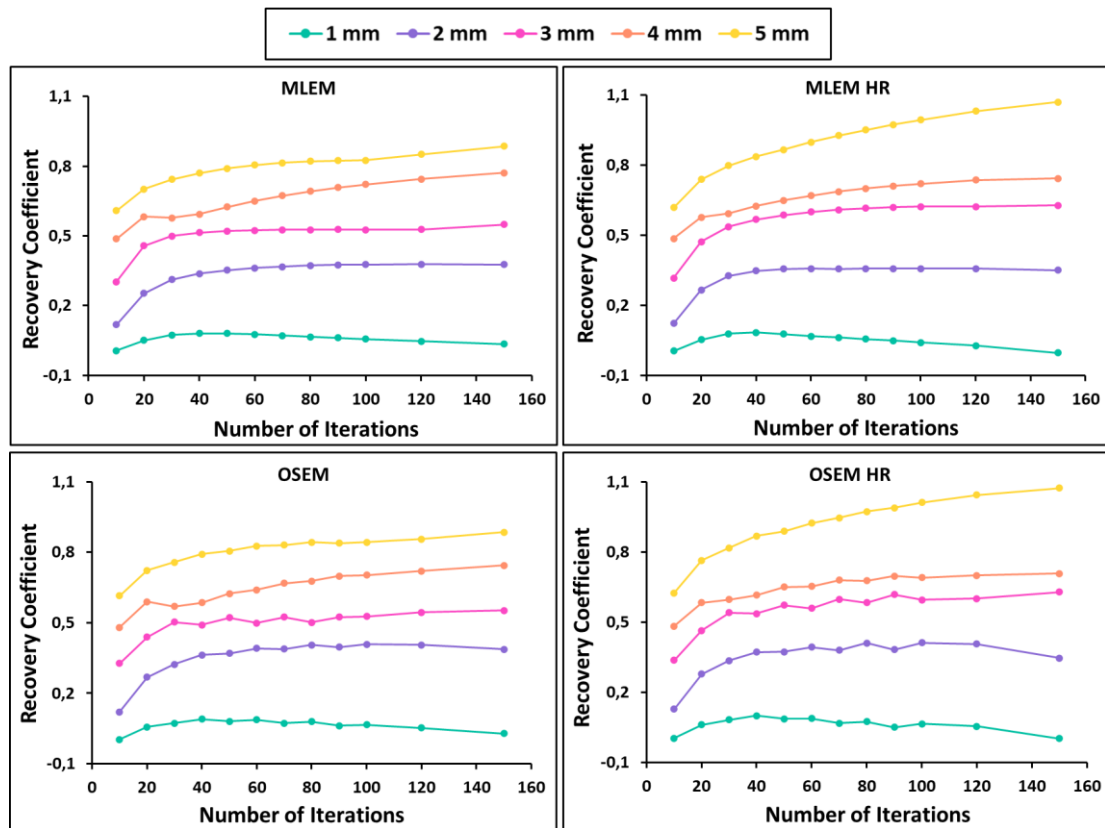 1 mm 2 mm 3 mm 4 mm 5 mm
MLEM
1,1
0,8
0,5
0,2
-0,1
Recovery Coefficient
0 20 40 60 80 100 120 140 160
Number of Iterations
MLEM HR
1,1
0,8
0,5
0,2
-0,1
Recovery Coefficient
0 20 40 60 80 100 120 140 160
Number of Iterations
OSEM
1,1
0,8
0,5
0,2
-0,1
Recovery Coefficient
0 20 40 60 80 100 120 140 160
Number of Iterations
OSEM HR
1,1
0,8
0,5
0,2
-0,1
Recovery Coefficient
0 20 40 60 80 100 120 140 160
Number of Iterations